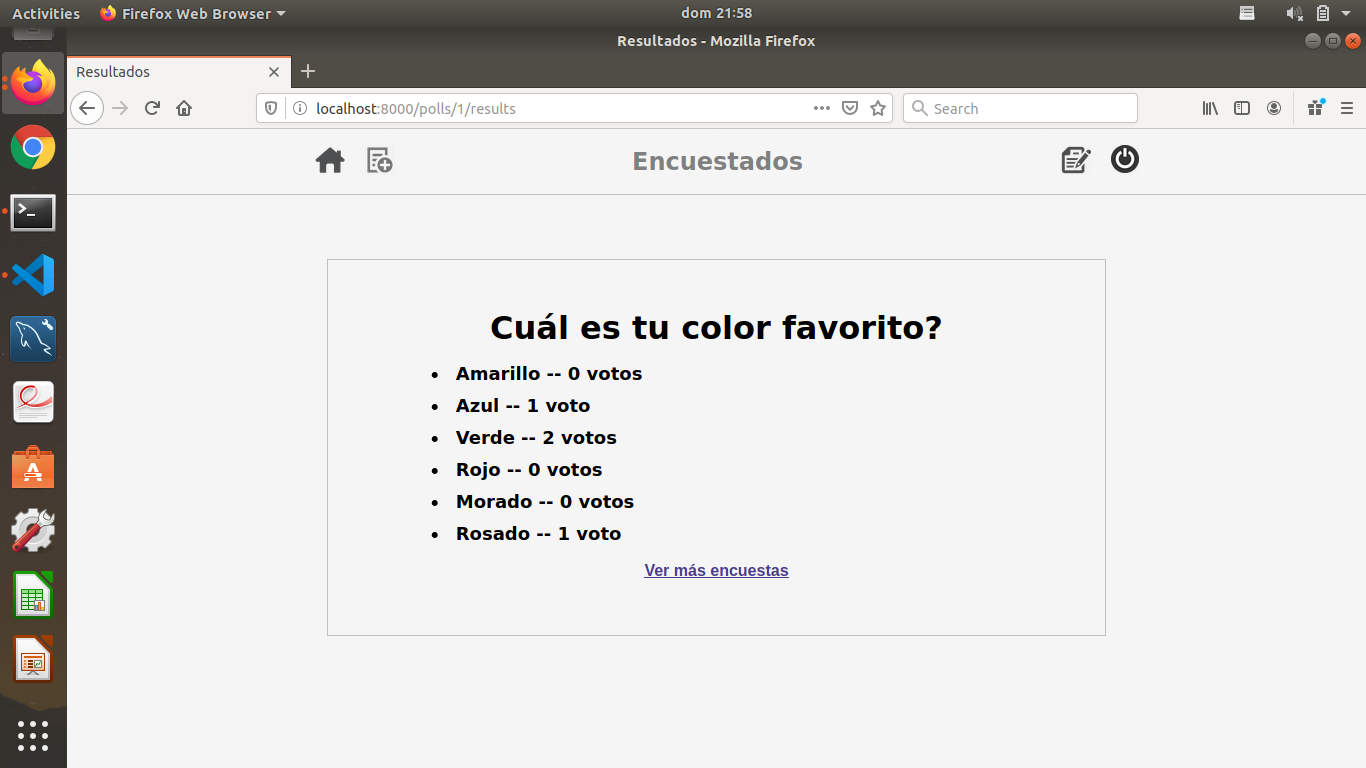 Activities Firefox Web Browser dom 21:58
Resultados - Mozilla Firefox
Resultados
localhost:8000/polls/1/results Search
Encuestados
Cuál es tu color favorito?
• Amarillo -- 0 votos
• Azul -- 1 voto
• Verde -- 2 votos
• Rojo -- 0 votos
• Morado -- 0 votos
• Rosado -- 1 voto
Ver más encuestas